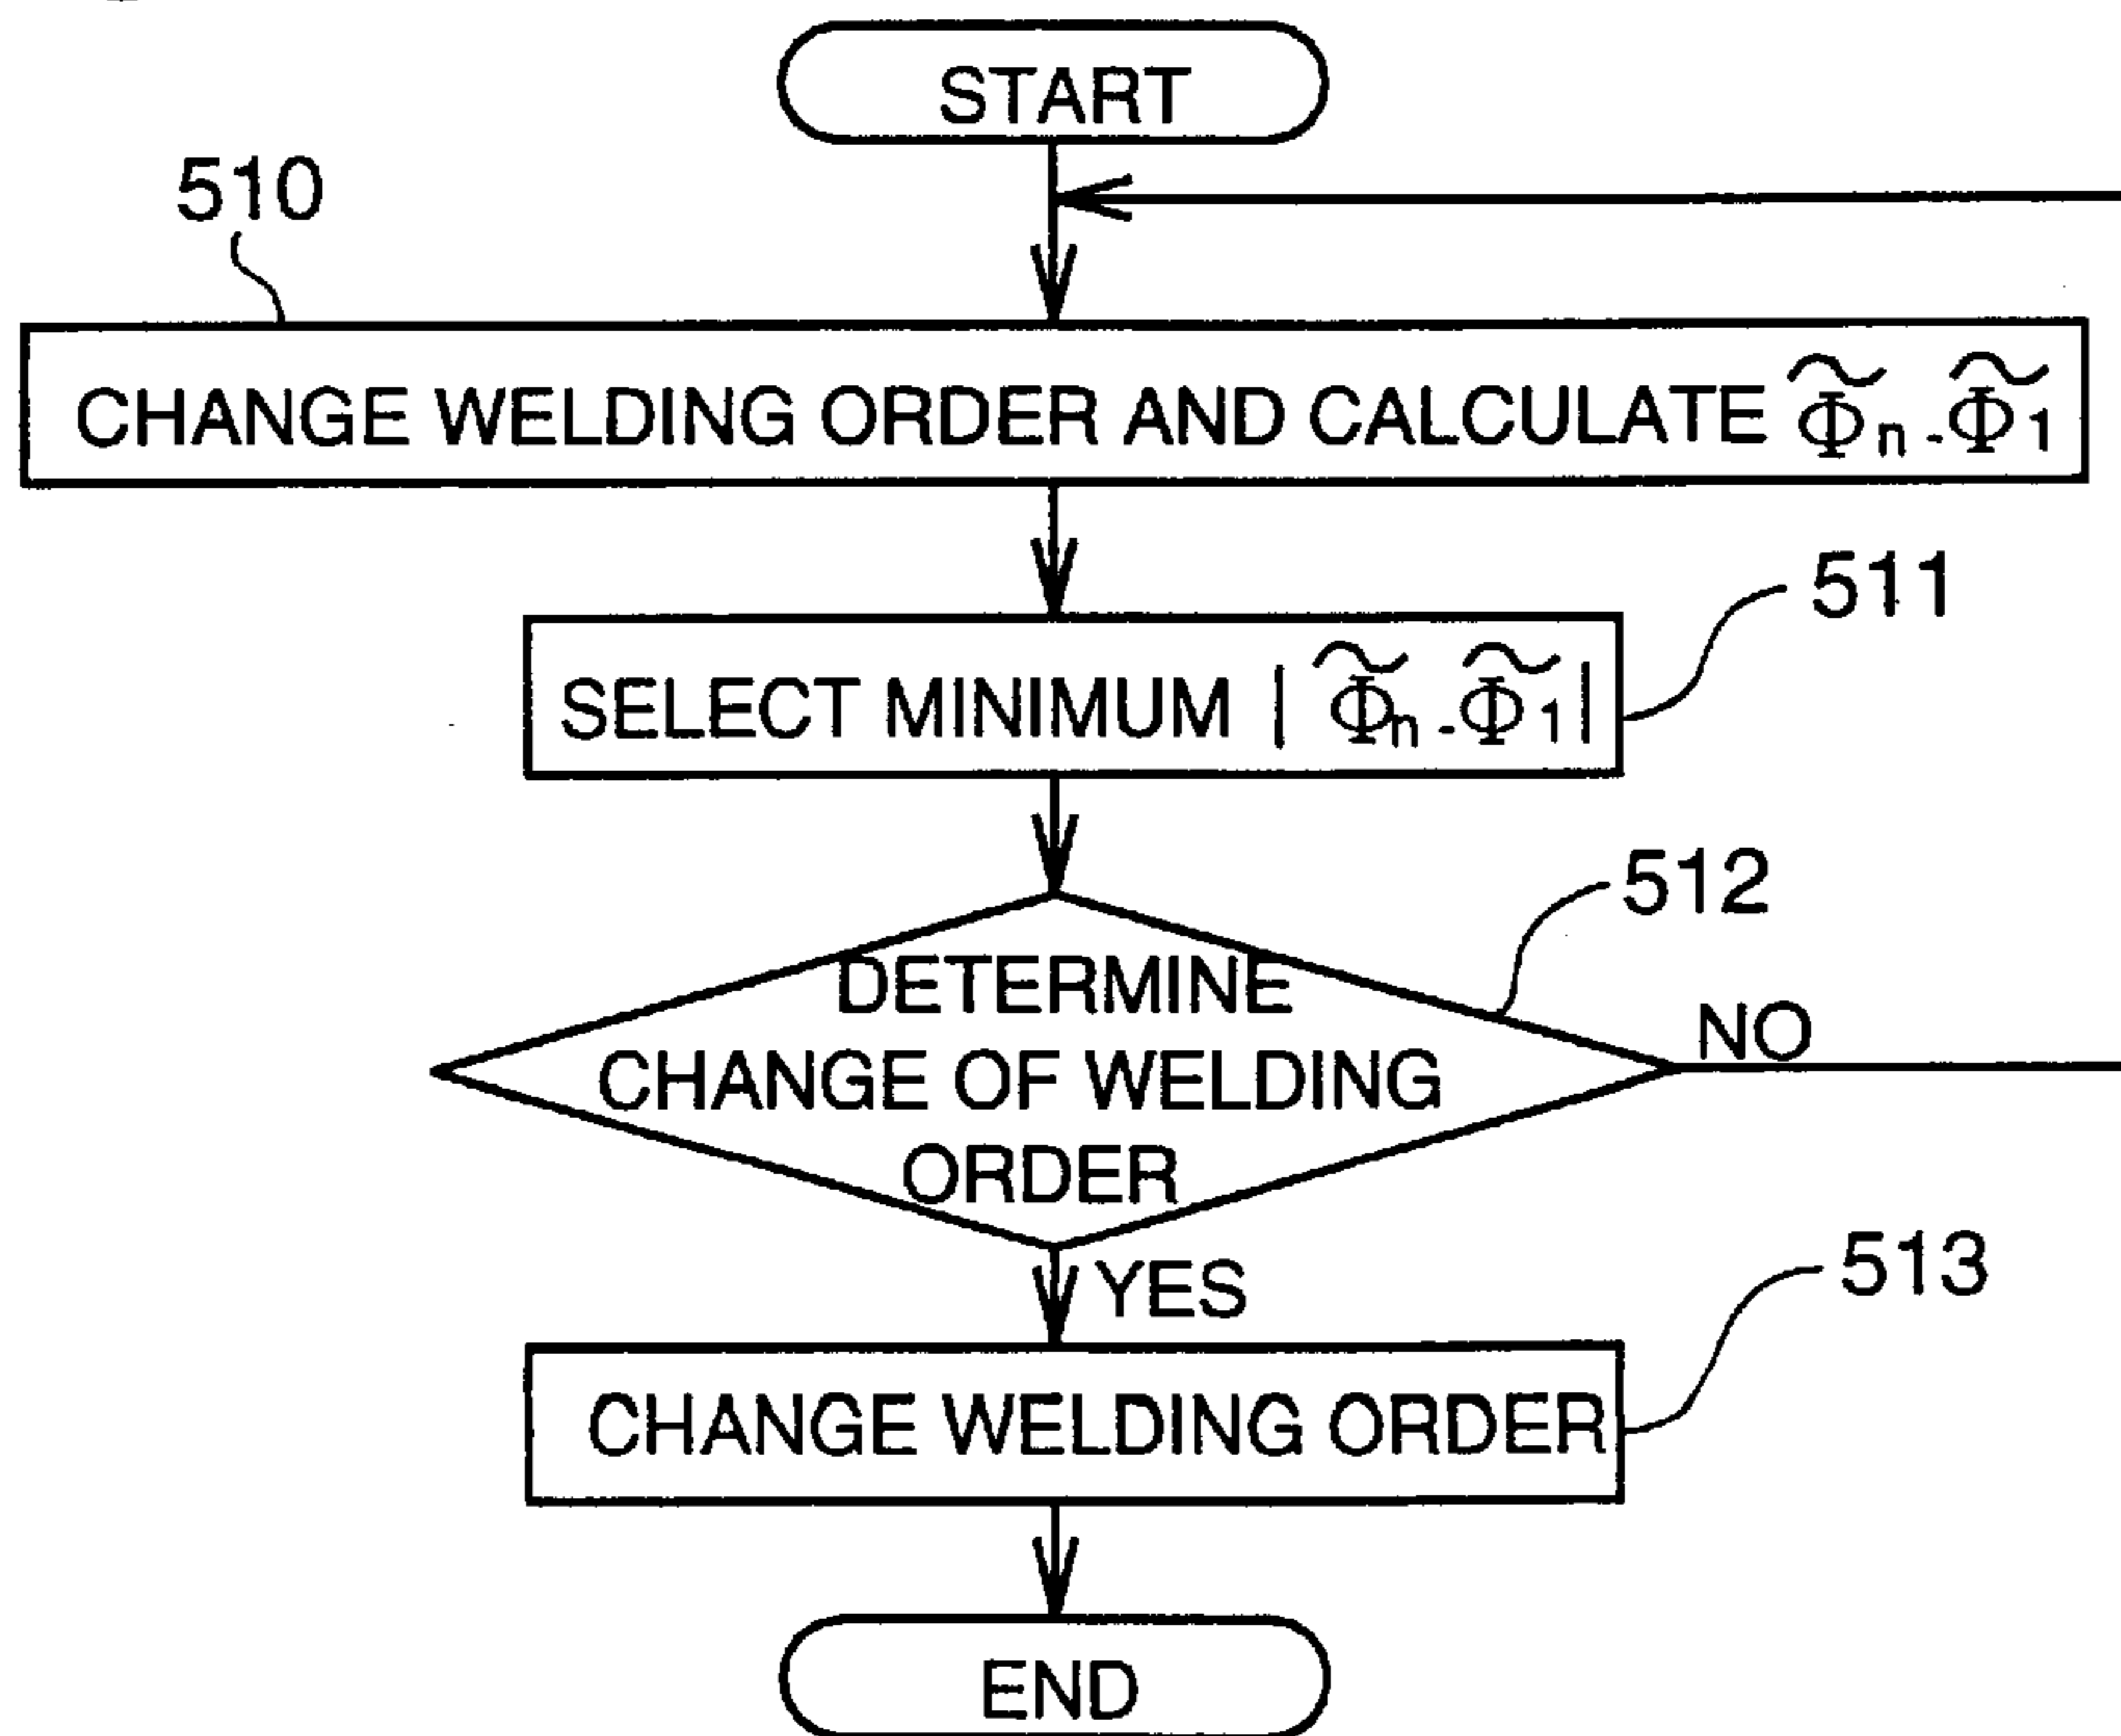 START
510
CHANGE WELDING ORDER AND CALCULATE Φ̃n - Φ̃1
511
SELECT MINIMUM | Φ̃n - Φ̃1 |
512
DETERMINE
CHANGE OF WELDING
ORDER
NO
YES
513
CHANGE WELDING ORDER
END